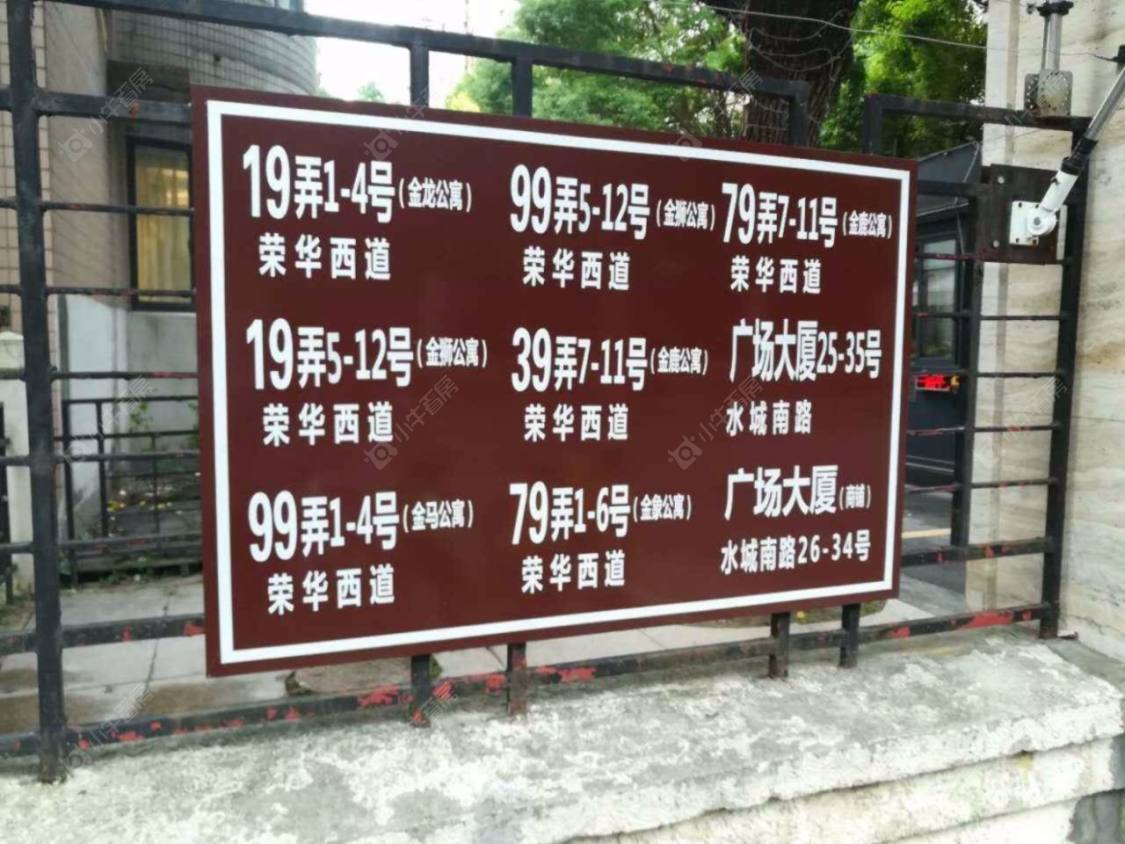 19弄1-4号(金龙公寓)
荣华西道
99弄5-12号(金狮公寓)
荣华西道
79弄7-11号(金鹿公寓)
荣华西道
19弄5-12号(金狮公寓)
荣华西道
39弄7-11号(金鹿公寓)
荣华西道
广场大厦25-35号
水城南路
99弄1-4号(金马公寓)
荣华西道
79弄1-6号(金象公寓)
荣华西道
广场大厦(商铺)
水城南路26-34号
小牛看房